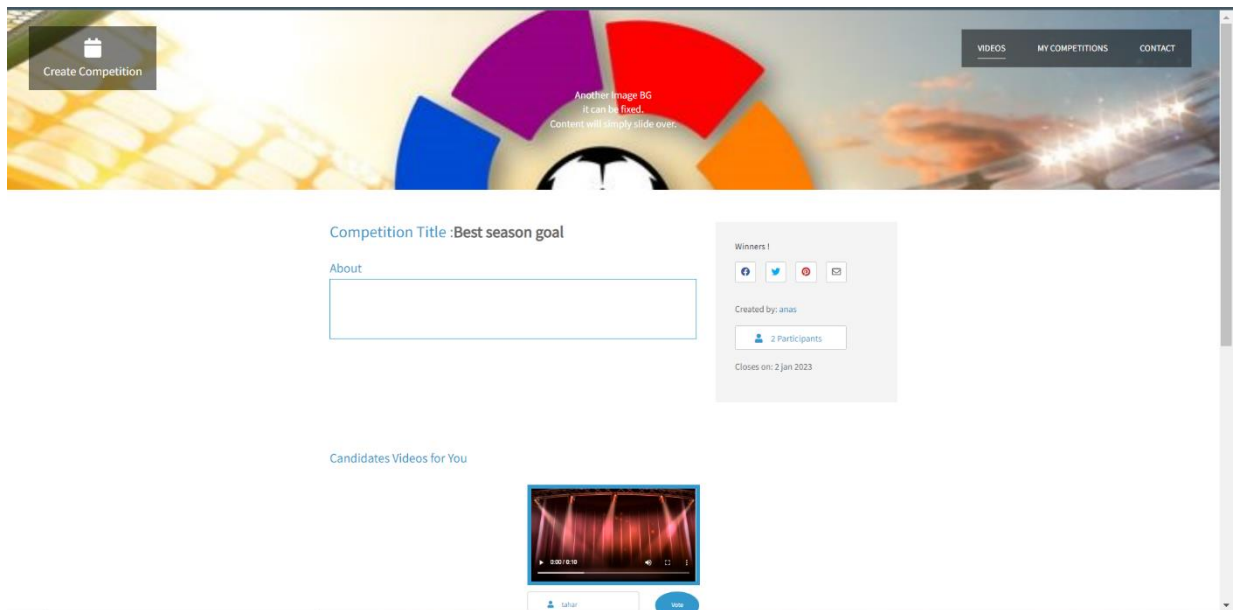 Create Competition
VIDEOS MY COMPETITIONS CONTACT
Another Image BG
it can be fixed.
Content will simply slide over.
Competition Title :Best season goal
About
Winners !
Created by: anas
2 Participants
Closes on: 2 jan 2023
Candidates Videos for You
0:00 / 0:10
tahar
Vote